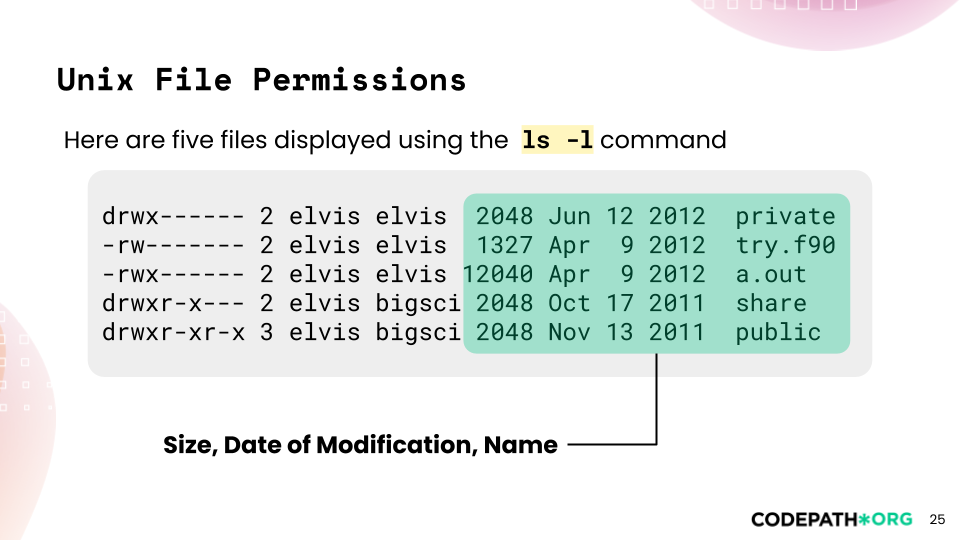 Unix File Permissions
Here are five files displayed using the ls -l command
drwx------ 2 elvis elvis  2048 Jun 12 2012  private
-rw------- 2 elvis elvis  1327 Apr  9 2012  try.f90
-rwx------ 2 elvis elvis 12040 Apr  9 2012  a.out
drwxr-x--- 2 elvis bigsci 2048 Oct 17 2011  share
drwxr-xr-x 3 elvis bigsci 2048 Nov 13 2011  public
Size, Date of Modification, Name
CODEPATH*ORG 25